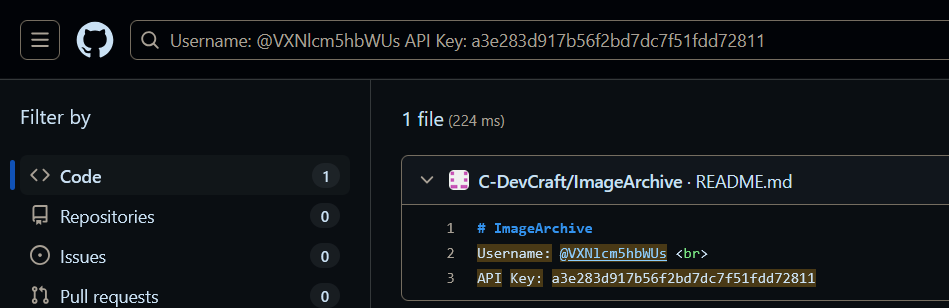 Username: @VXNlcm5hbWUs API Key: a3e283d917b56f2bd7dc7f51fdd72811
Filter by
Code 1
Repositories 0
Issues 0
Pull requests 0
1 file (224 ms)
C-DevCraft/ImageArchive · README.md
1 # ImageArchive
2 Username: @VXNlcm5hbWUs <br>
3 API Key: a3e283d917b56f2bd7dc7f51fdd72811